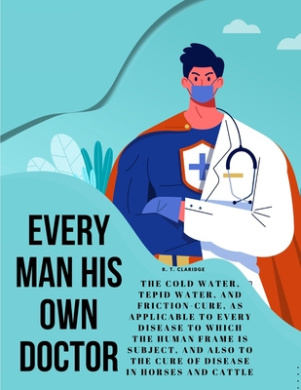 EVERY
MAN HIS
OWN
DOCTOR
R. T. CLARIDGE
THE COLD WATER,
TEPID WATER, AND
FRICTION-CURE, AS
APPLICABLE TO EVERY
DISEASE TO WHICH
THE HUMAN FRAME IS
SUBJECT, AND ALSO TO
THE CURE OF DISEASE
IN HORSES AND CATTLE